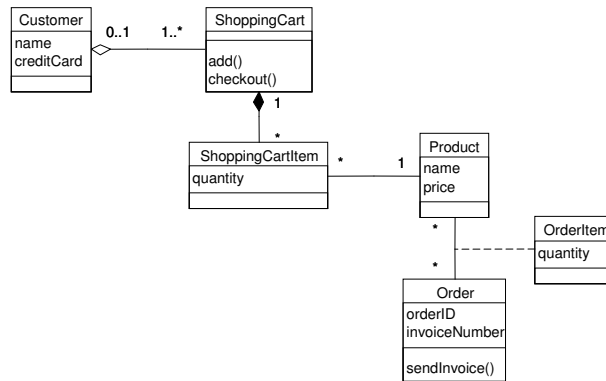 Customer
name
creditCard
0..1
1..*
ShoppingCart
add()
checkout()
1
*
ShoppingCartItem
quantity
*
1
Product
name
price
*
*
OrderItem
quantity
Order
orderID
invoiceNumber
sendInvoice()